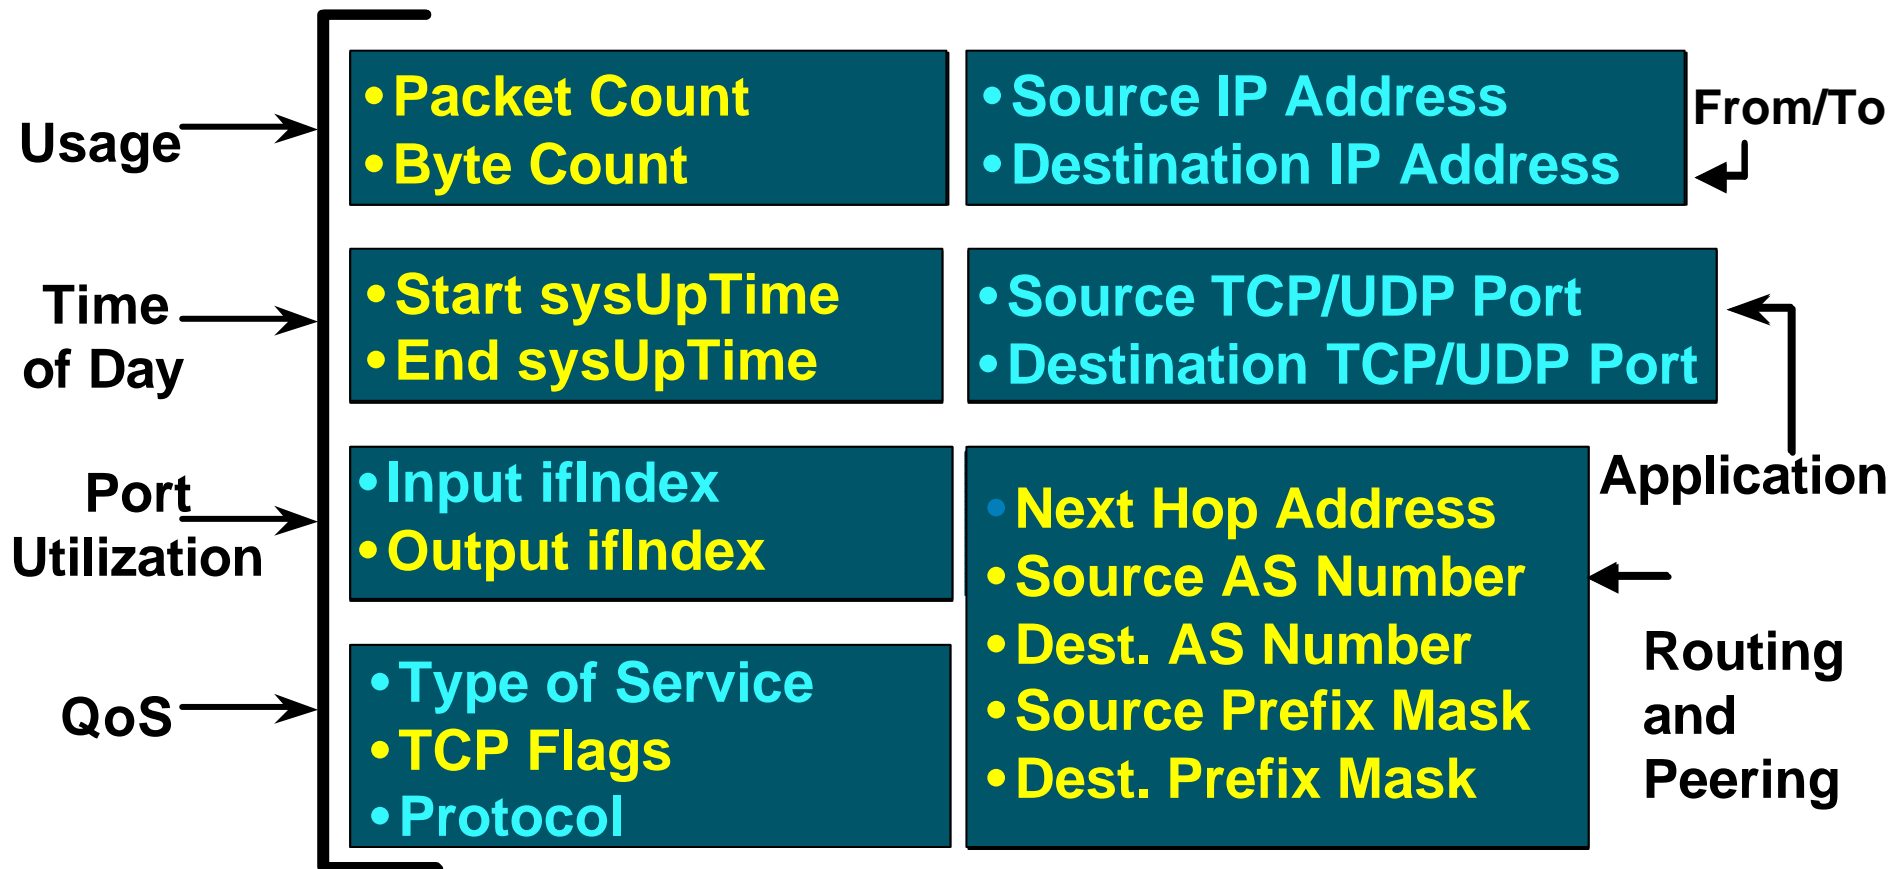 Usage
• Packet Count
• Byte Count
• Source IP Address
• Destination IP Address
From/To
Time
of Day
• Start sysUpTime
• End sysUpTime
• Source TCP/UDP Port
• Destination TCP/UDP Port
Application
Port
Utilization
• Input ifIndex
• Output ifIndex
• Next Hop Address
• Source AS Number
• Dest. AS Number
• Source Prefix Mask
• Dest. Prefix Mask
Routing
and
Peering
QoS
• Type of Service
• TCP Flags
• Protocol